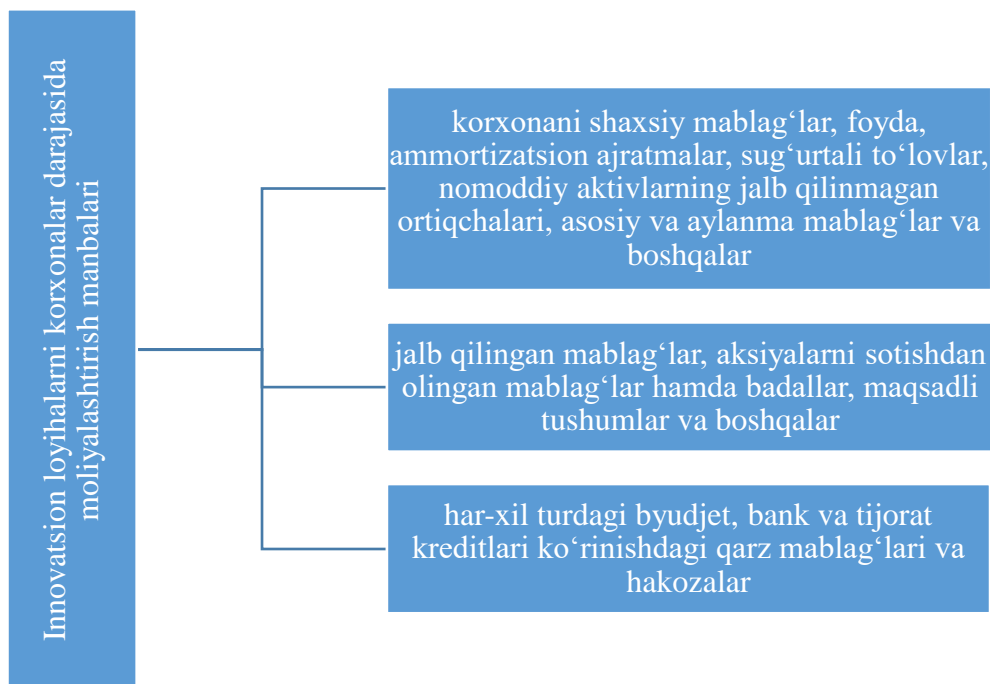 Innovatsion loyihalarni korxonalar darajasida
moliyalashtirish manbalari
korxonani shaxsiy mablag‘lar, foyda,
ammortizatsion ajratmalar, sug‘urtali to‘lovlar,
nomoddiy aktivlarning jalb qilinmagan
ortiqchalari, asosiy va aylanma mablag‘lar va
boshqalar
jalb qilingan mablag‘lar, aksiyalarni sotishdan
olingan mablag‘lar hamda badallar, maqsadli
tushumlar va boshqalar
har-xil turdagi byudjet, bank va tijorat
kreditlari ko‘rinishdagi qarz mablag‘lari va
hakozalar